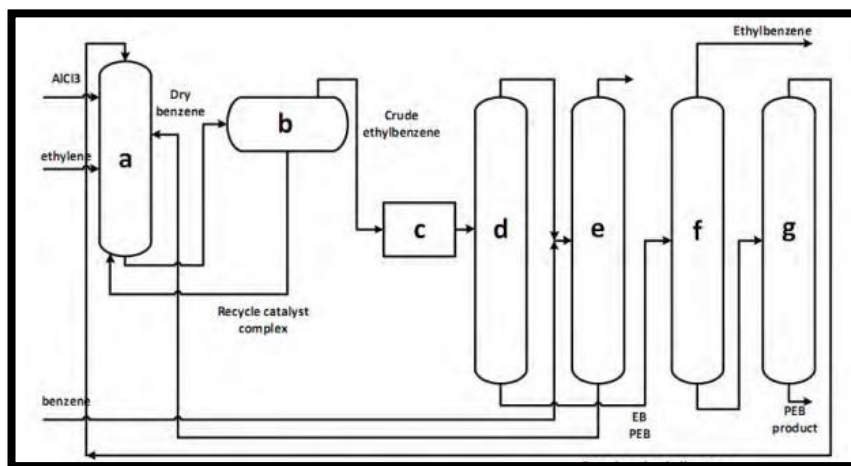 Ethylbenzene
AlCl3
Dry
benzene
b
Crude
ethylbenzene
a
ethylene
c
d
e
f
g
Recycle catalyst
complex
benzene
EB
PEB
PEB
product